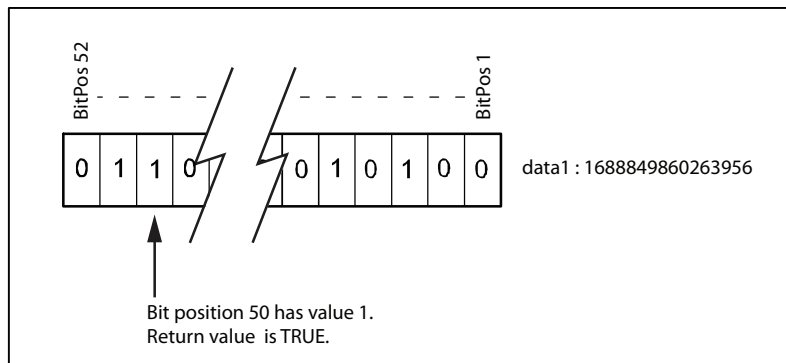 BitPos 52
BitPos 1
0 1 1 0 0 1 0 1 0 0
data1 : 1688849860263956
Bit position 50 has value 1.
Return value is TRUE.